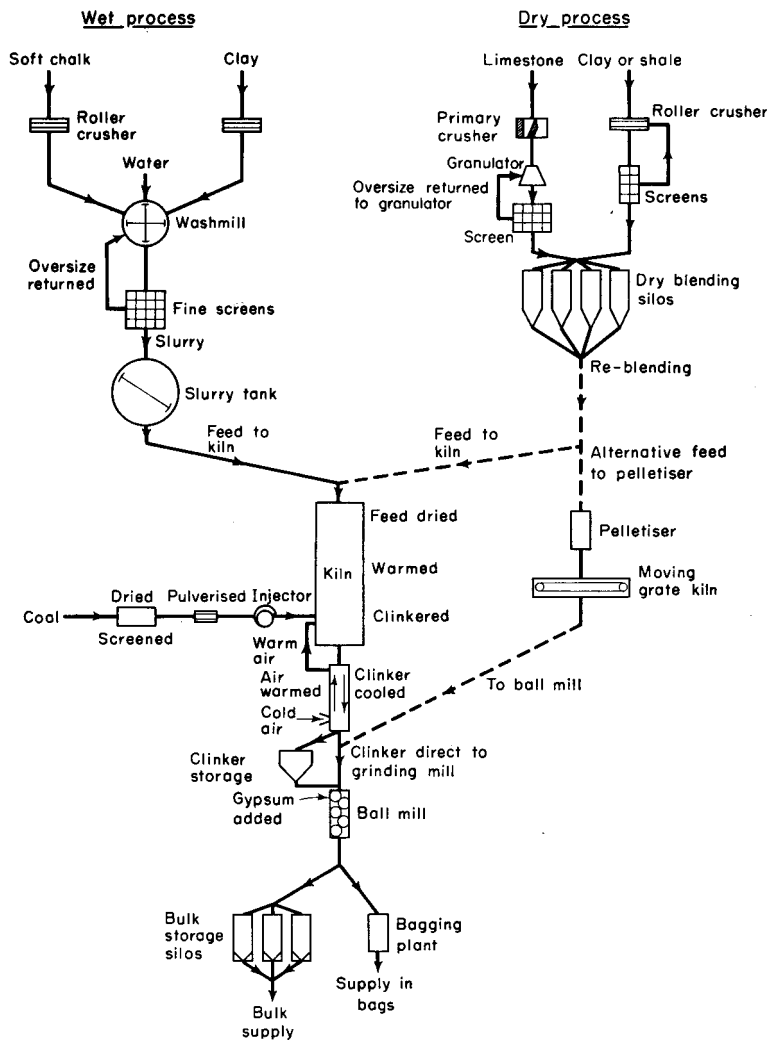 Wet process
Dry process
Soft chalk
Clay
Limestone
Clay or shale
Roller
crusher
Primary
crusher
Roller crusher
Water
Granulator
Oversize returned
to granulator
Screens
Washmill
Screen
Oversize
returned
Fine screens
Dry blending
silos
Slurry
Re-blending
Slurry tank
Feed to
kiln
Feed to
kiln
Alternative feed
to pelletiser
Feed dried
Pelletiser
Kiln
Warmed
Moving
grate kiln
Dried
Pulverised
Injector
Coal
Clinkered
Screened
Warm
air
Air
warmed
Clinker
cooled
To ball mill
Cold
air
Clinker
storage
Clinker direct to
grinding mill
Gypsum
added
Ball mill
Bulk
storage
silos
Bagging
plant
Supply in
bags
Bulk
supply